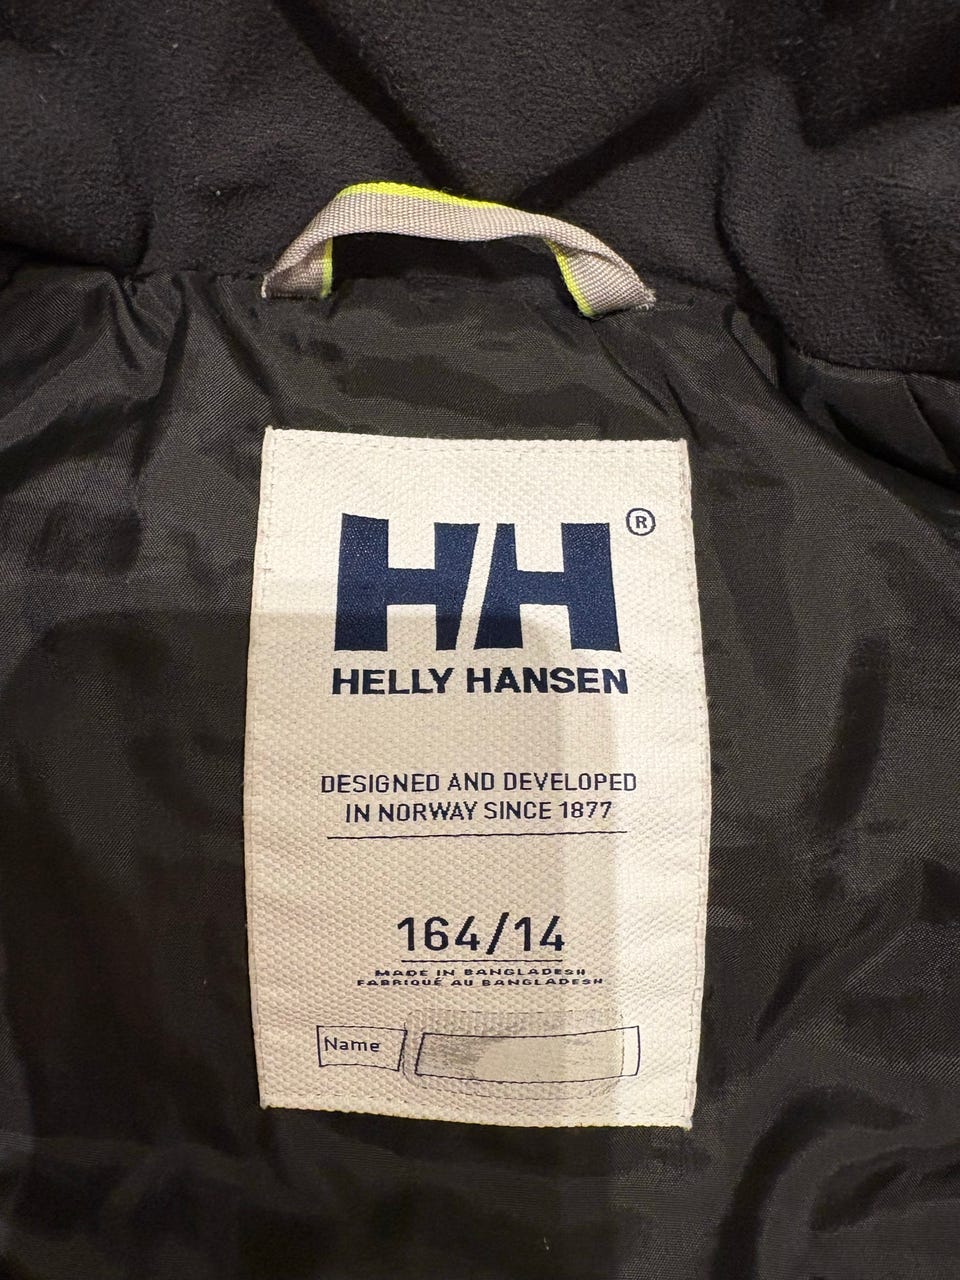 HH®
HELLY HANSEN
DESIGNED AND DEVELOPED
IN NORWAY SINCE 1877
164/14
MADE IN BANGLADESH
FABRIQUÉ AU BANGLADESH
Name